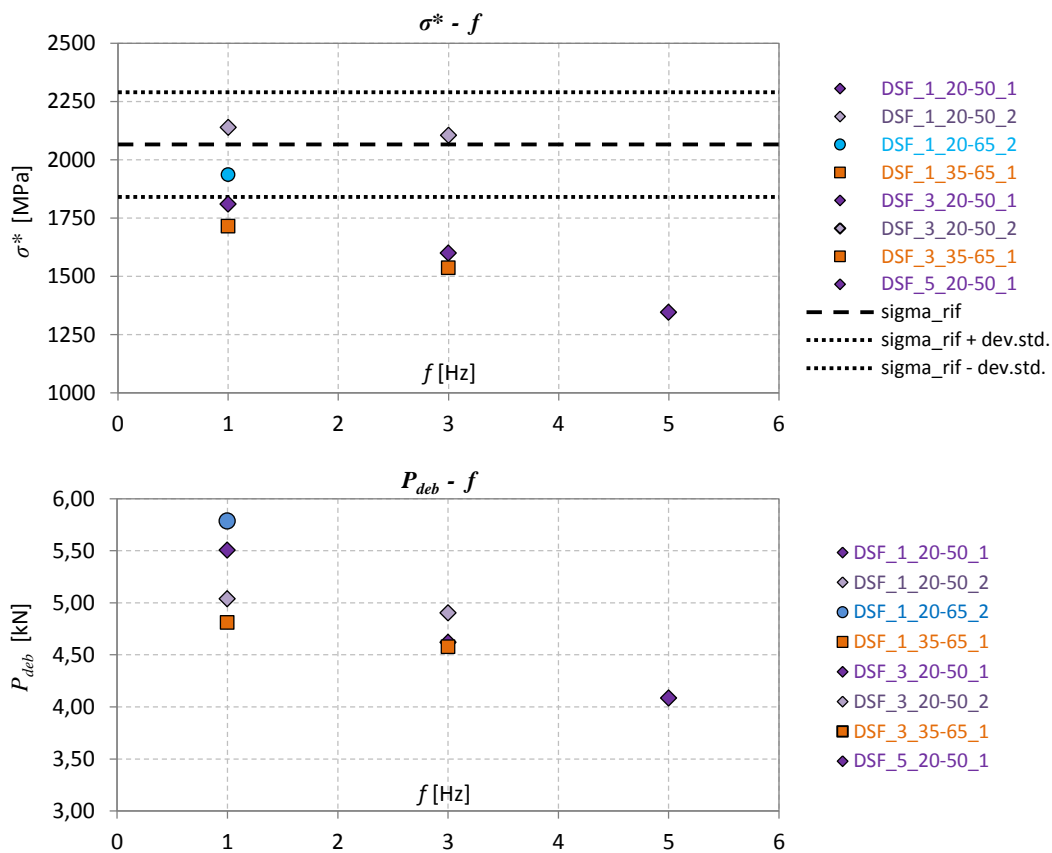 σ* - f
2500
2250
2000
1750
1500
1250
1000
σ* [MPa]
f [Hz]
0 1 2 3 4 5 6
DSF_1_20-50_1
DSF_1_20-50_2
DSF_1_20-65_2
DSF_1_35-65_1
DSF_3_20-50_1
DSF_3_20-50_2
DSF_3_35-65_1
DSF_5_20-50_1
sigma_rif
sigma_rif + dev.std.
sigma_rif - dev.std.
P_deb - f
6,00
5,50
5,00
4,50
4,00
3,50
3,00
P_deb [kN]
f [Hz]
0 1 2 3 4 5 6
DSF_1_20-50_1
DSF_1_20-50_2
DSF_1_20-65_2
DSF_1_35-65_1
DSF_3_20-50_1
DSF_3_20-50_2
DSF_3_35-65_1
DSF_5_20-50_1